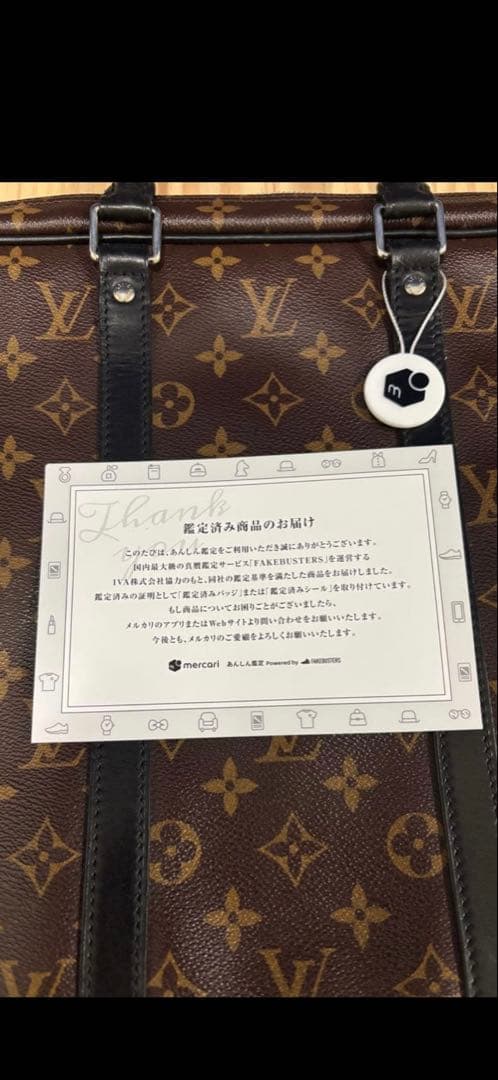 Thank you
鑑定済み商品のお届け
このたびは、あんしん鑑定をご利用いただき誠にありがとうございます。
国内最大級の真贋鑑定サービス「FAKEBUSTERS」を運営する
IVA株式会社協力のもと、同社の鑑定基準を満たした商品をお届けしました。
鑑定済みの証明として「鑑定済みバッジ」または「鑑定済みシール」を取り付けています。
もし商品についてお困りごとがございましたら、
メルカリのアプリまたはWebサイトより問い合わせをお願いいたします。
今後とも、メルカリのご愛顧をよろしくお願いいたします。
mercari あんしん鑑定 Powered by FAKEBUSTERS
m
LV